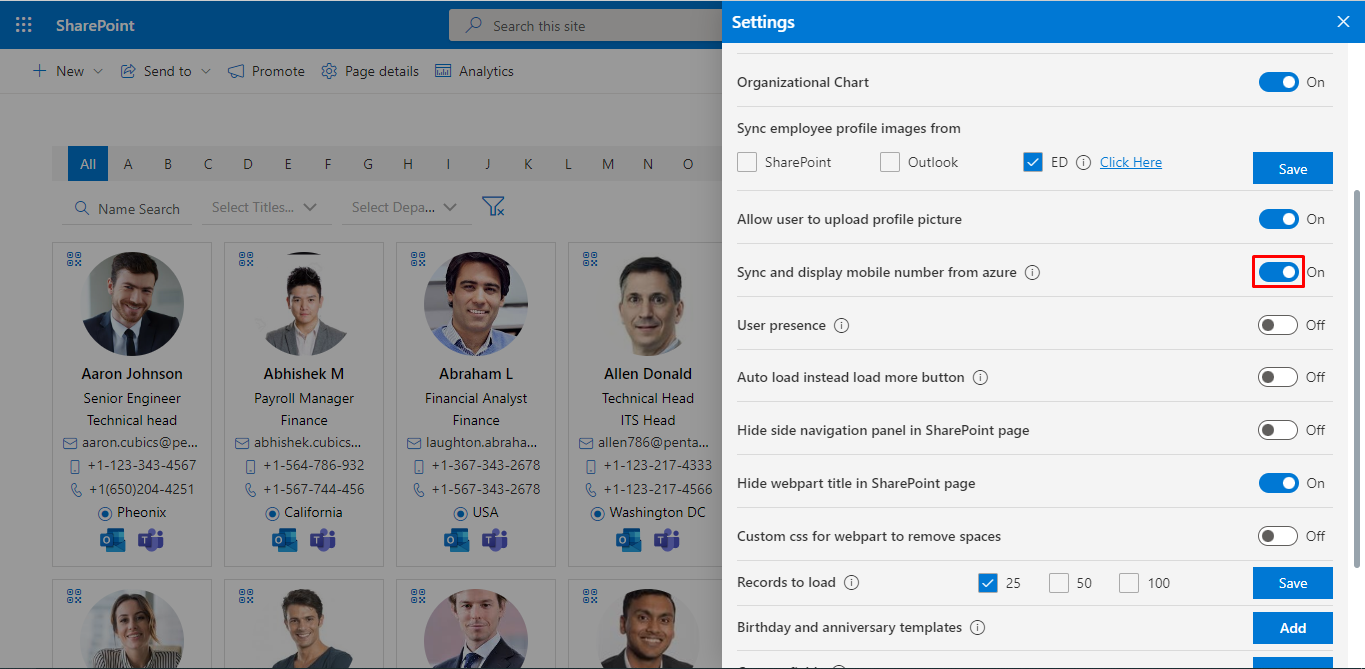 SharePoint
Search this site
New
Send to
Promote
Page details
Analytics
All A B C D E F G H I J K L M N O
Name Search
Select Titles...
Select Depa...
Aaron Johnson
Senior Engineer
Technical head
aaron.cubics@pe...
+1-123-343-4567
+1(650)204-4251
Pheonix
Abhishek M
Payroll Manager
Finance
abhishek.cubics...
+1-564-786-932
+1-567-744-456
California
Abraham L
Financial Analyst
Finance
laughton.abraha...
+1-367-343-2678
+1-567-343-2678
USA
Allen Donald
Technical Head
ITS Head
allen786@penta...
+1-123-217-4333
+1-123-217-4566
Washington DC
Settings
Organizational Chart
On
Sync employee profile images from
SharePoint
Outlook
ED
Click Here
Save
Allow user to upload profile picture
On
Sync and display mobile number from azure
On
User presence
Off
Auto load instead load more button
Off
Hide side navigation panel in SharePoint page
Off
Hide webpart title in SharePoint page
On
Custom css for webpart to remove spaces
Off
Records to load
25
50
100
Save
Birthday and anniversary templates
Add